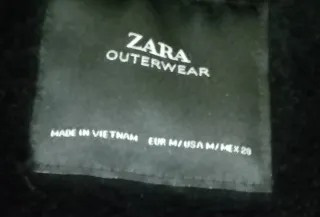 ZARA
OUTERWEAR
MADE IN VIETNAM EUR M/USA M/MEX 28